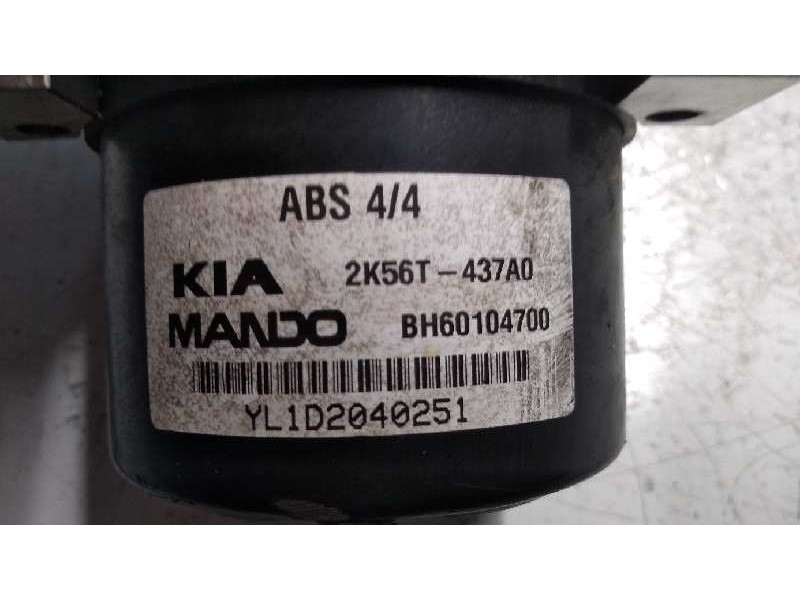 ABS 4/4
KIA 2K56T-437A0
MANDO BH60104700
YL1D2040251